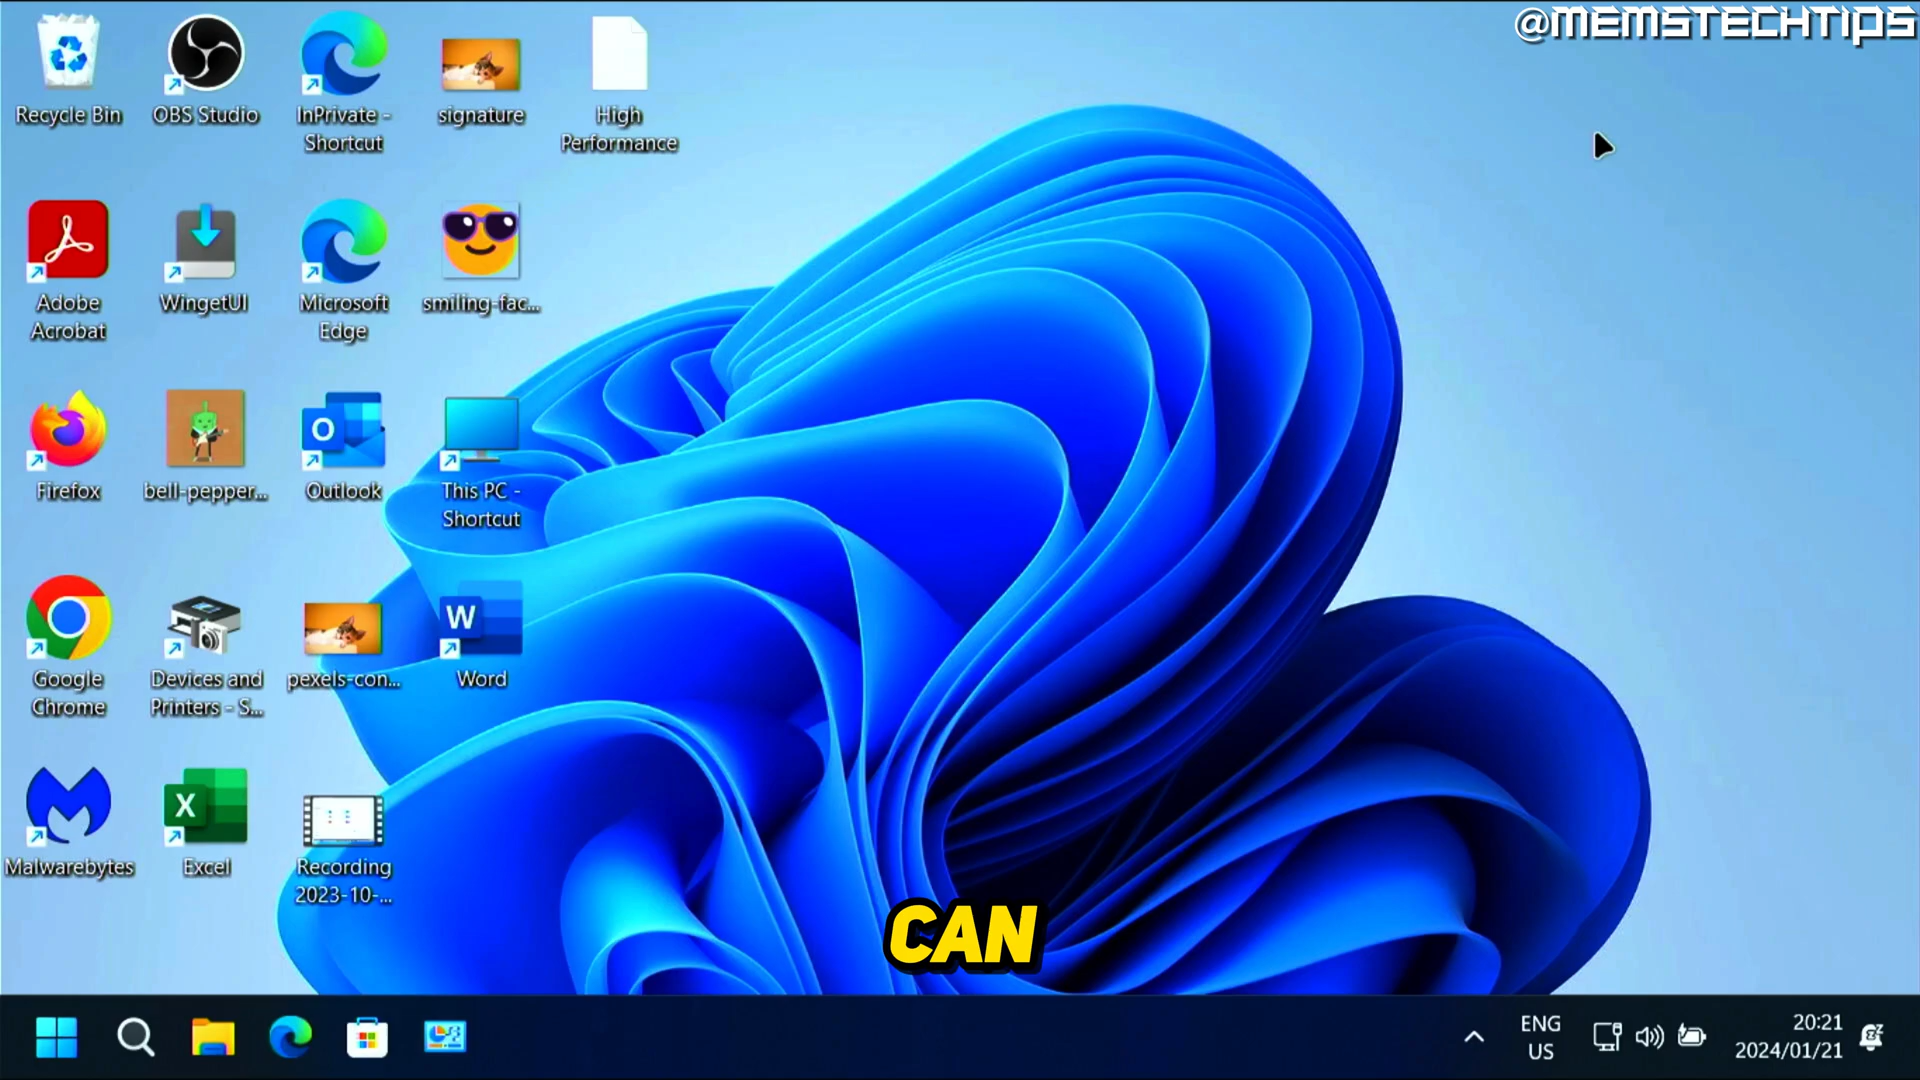 @MEMSTECHTIPS
Recycle Bin
OBS Studio
InPrivate -
Shortcut
signature
High
Performance
Adobe
Acrobat
WingetUI
Microsoft
Edge
smiling-fac...
Firefox
bell-pepper...
O
Outlook
This PC -
Shortcut
Google
Chrome
Devices and
Printers - S...
pexels-con...
W
Word
Malwarebytes
X
Excel
Recording
2023-10-...
CAN
ENG
US
20:21
2024/01/21